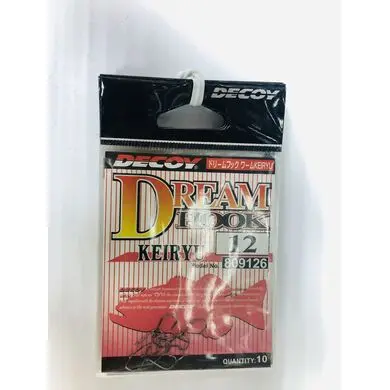 DECOY
DECOY ドリームフック ワームKEIRYU
DREAM
HOOK
KEIRYU 12
Model No. 809126
DECOY
QUANTITY:10